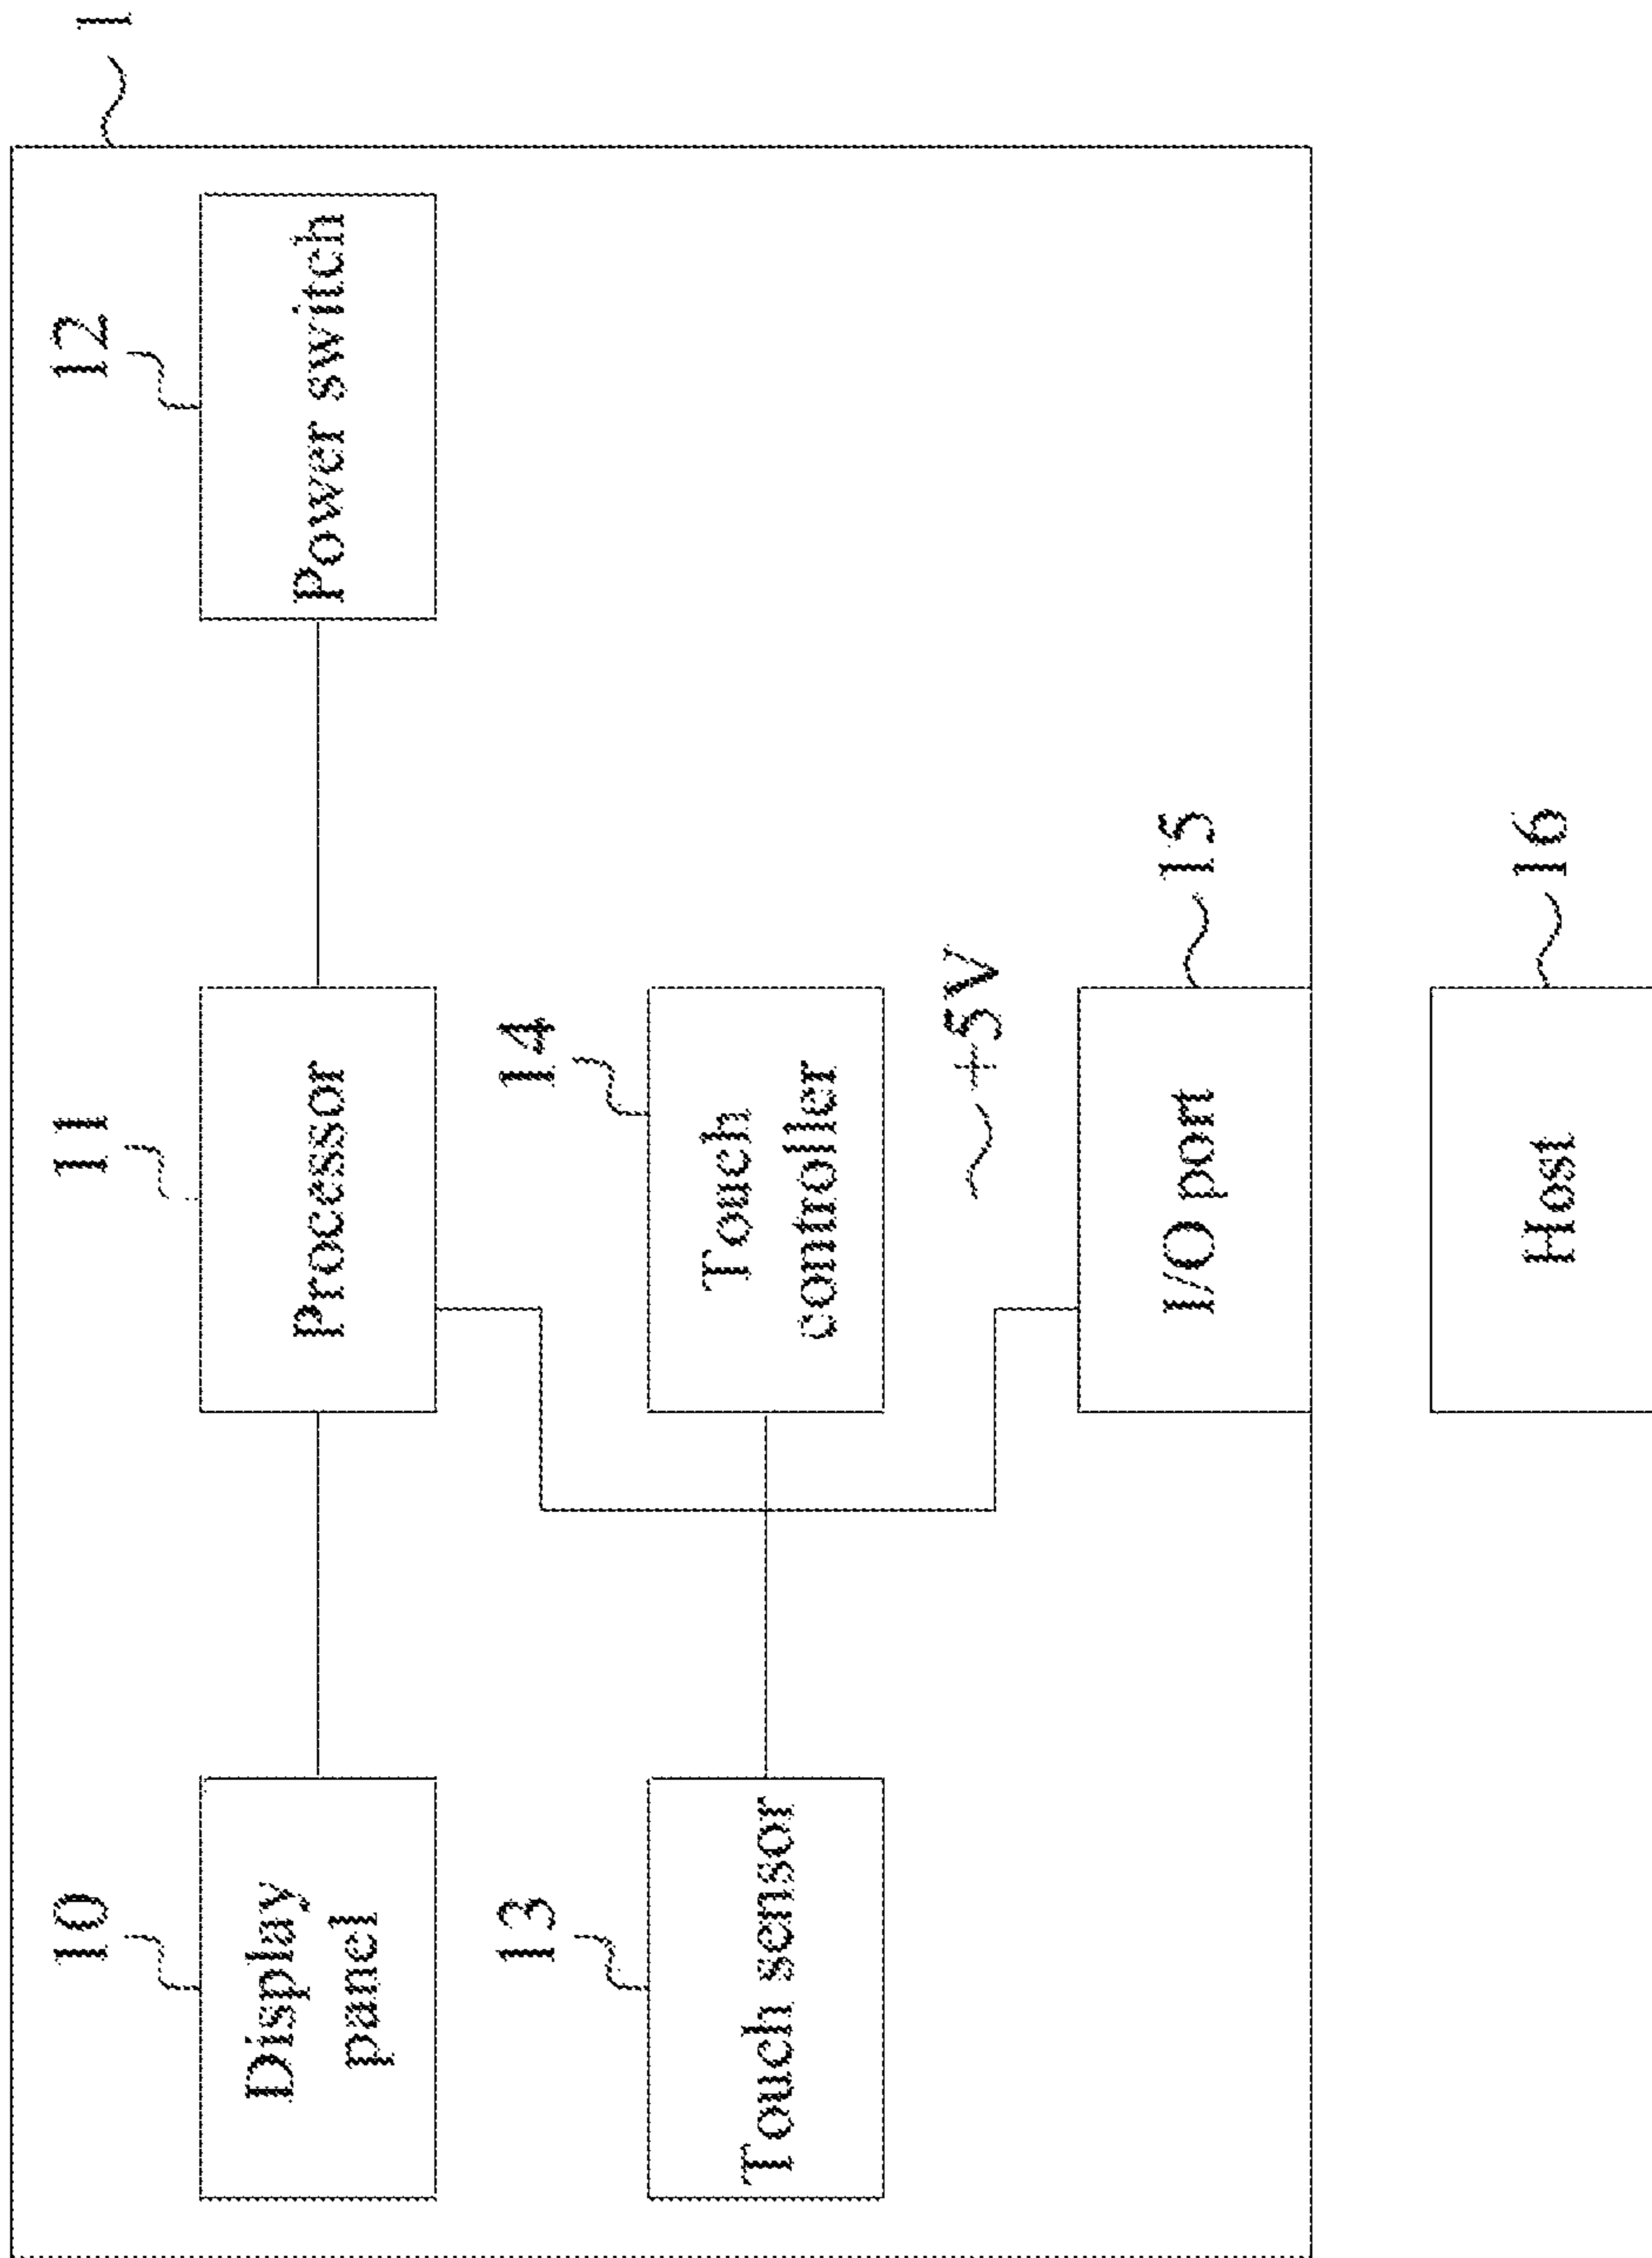 1
10
11
12
Display
panel
Processor
Power switch
13
14
Touch sensor
Touch
controller
+5V
I/O port
15
Host
16